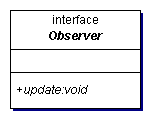 interface
Observer
+update:void